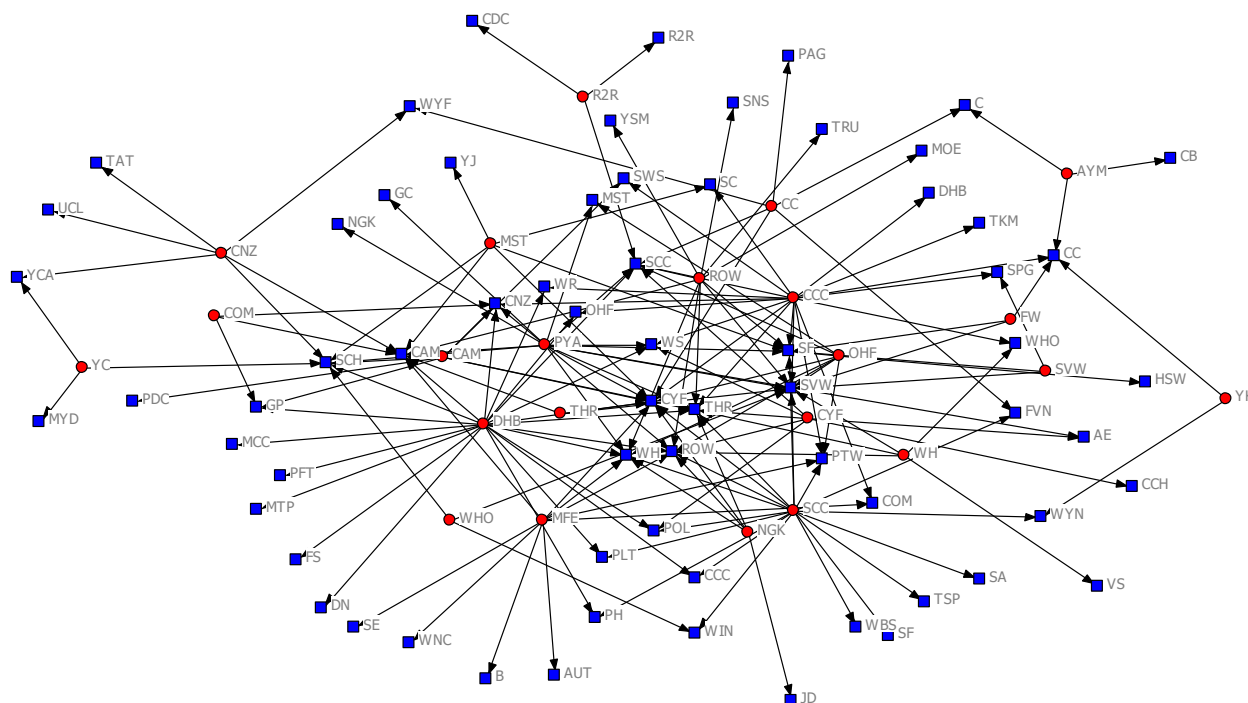 CDC
R2R
PAG
R2R
SNS
C
WYF
YSM
TRU
MOE
CB
TAT
YJ
AYM
SWS
SC
GC
MST
DHB
UCL
CC
NGK
TKM
MST
CNZ
CC
SCC
SPG
YCA
ROW
WR
CCC
CNZ
OHF
COM
FW
PYA
WS
SF
WHO
CAM
CAM
OHF
SCH
YC
SVW
HSW
SVW
PDC
CYF
GP
THR
THR
FVN
CYF
MYD
DHB
AE
MCC
WH
ROW
PTW
WH
PFT
CCH
MTP
COM
SCC
WYN
WHO
MFE
POL
NGK
FS
PLT
CCC
SA
VS
DN
TSP
PH
SE
WIN
WBS
SF
WNC
B
AUT
JD